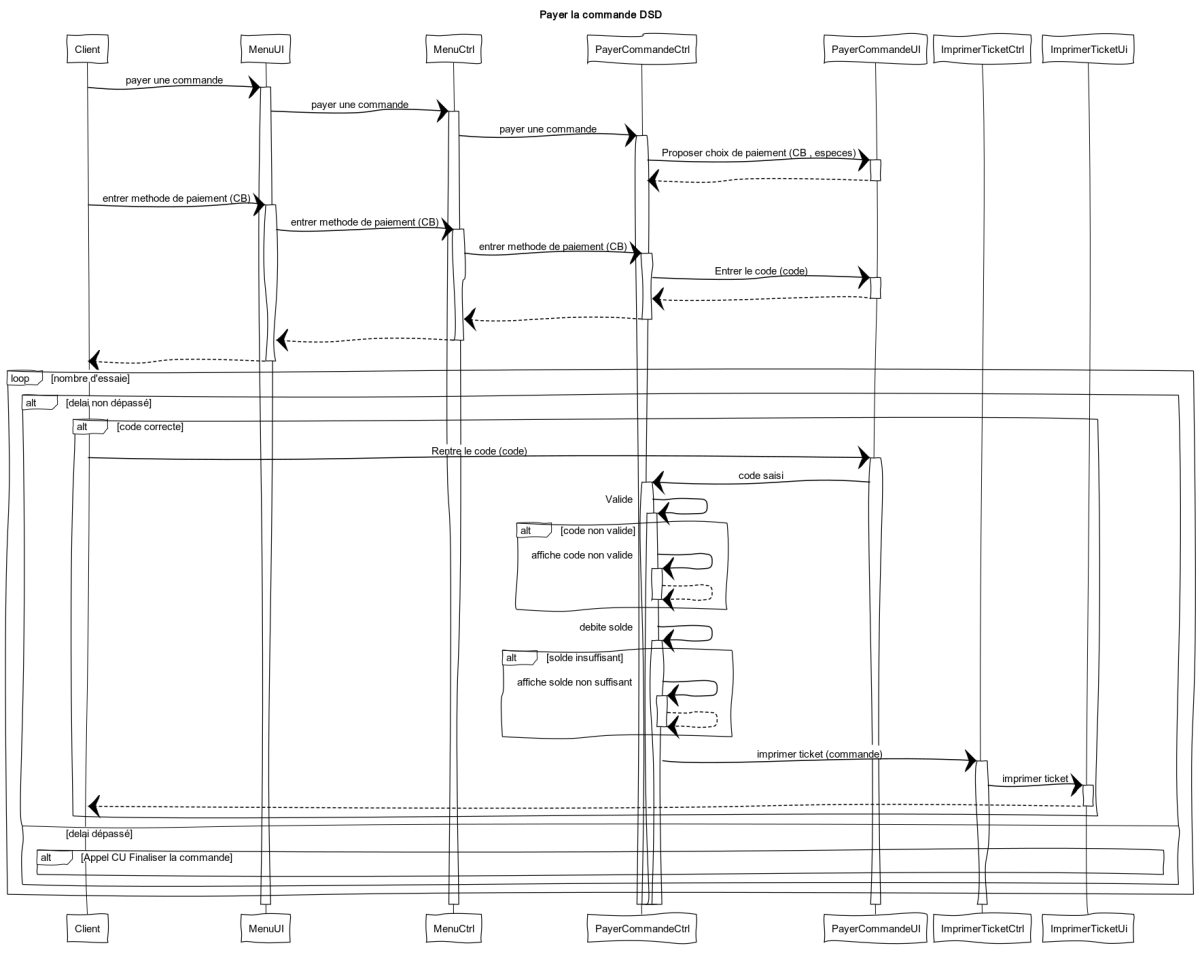 Payer la commande DSD
Client MenuUI MenuCtrl PayerCommandeCtrl PayerCommandeUI ImprimerTicketCtrl ImprimerTicketUi
payer une commande
payer une commande
payer une commande
Proposer choix de paiement (CB , especes)
entrer methode de paiement (CB)
entrer methode de paiement (CB)
entrer methode de paiement (CB)
Entrer le code (code)
loop [nombre d'essaie]
alt [delai non dépassé]
alt [code correcte]
Rentre le code (code)
code saisi
Valide
alt [code non valide]
affiche code non valide
debite solde
alt [solde insuffisant]
affiche solde non suffisant
imprimer ticket (commande)
imprimer ticket
[delai dépassé]
alt [Appel CU Finaliser la commande]
Client MenuUI MenuCtrl PayerCommandeCtrl PayerCommandeUI ImprimerTicketCtrl ImprimerTicketUi